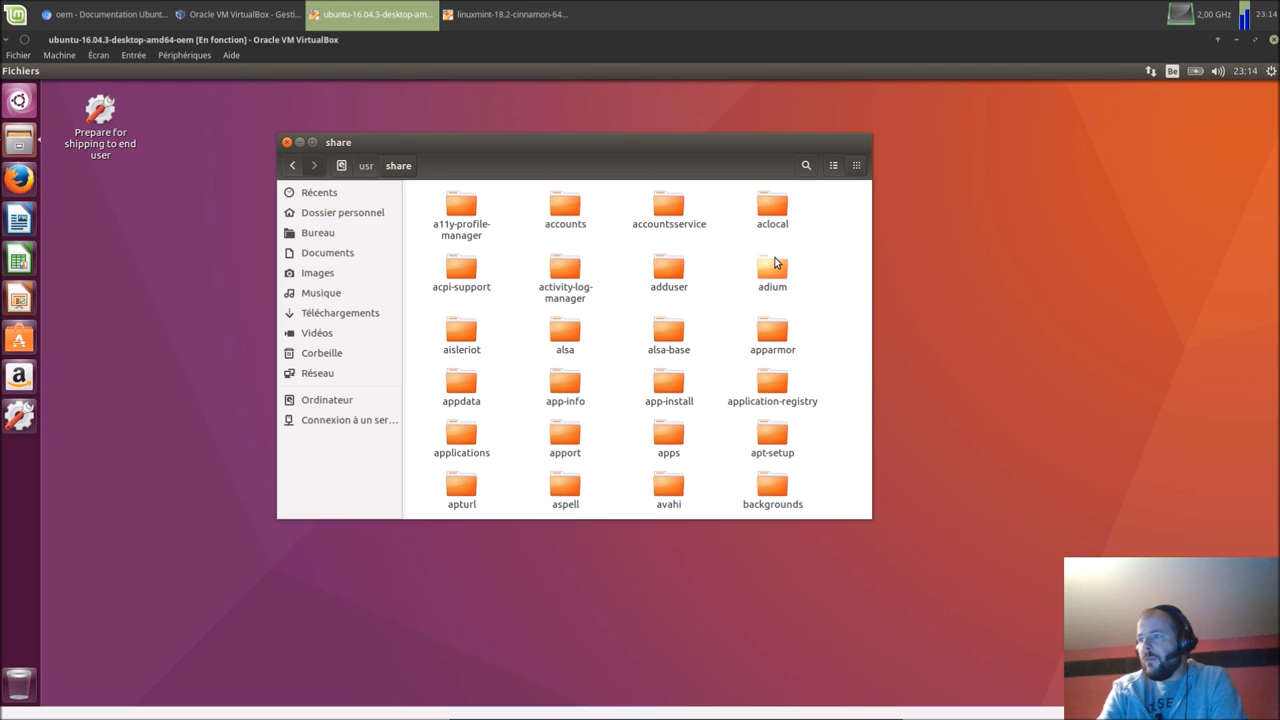 oem - Documentation Ubunt...
Oracle VM VirtualBox - Gesti...
ubuntu-16.04.3-desktop-am...
linuxmint-18.2-cinnamon-64...
2,00 GHz
23:14
ubuntu-16.04.3-desktop-amd64-oem [En fonction] - Oracle VM VirtualBox
Fichier Machine Écran Entrée Périphériques Aide
Fichiers
Be
23:14
Prepare for
shipping to end
user
share
usr share
Récents
Dossier personnel
Bureau
Documents
Images
Musique
Téléchargements
Vidéos
Corbeille
Réseau
Ordinateur
Connexion à un ser...
a11y-profile-
manager
accounts
accountsservice
aclocal
acpi-support
activity-log-
manager
adduser
adium
aisleriot
alsa
alsa-base
apparmor
appdata
app-info
app-install
application-registry
applications
apport
apps
apt-setup
apturl
aspell
avahi
backgrounds